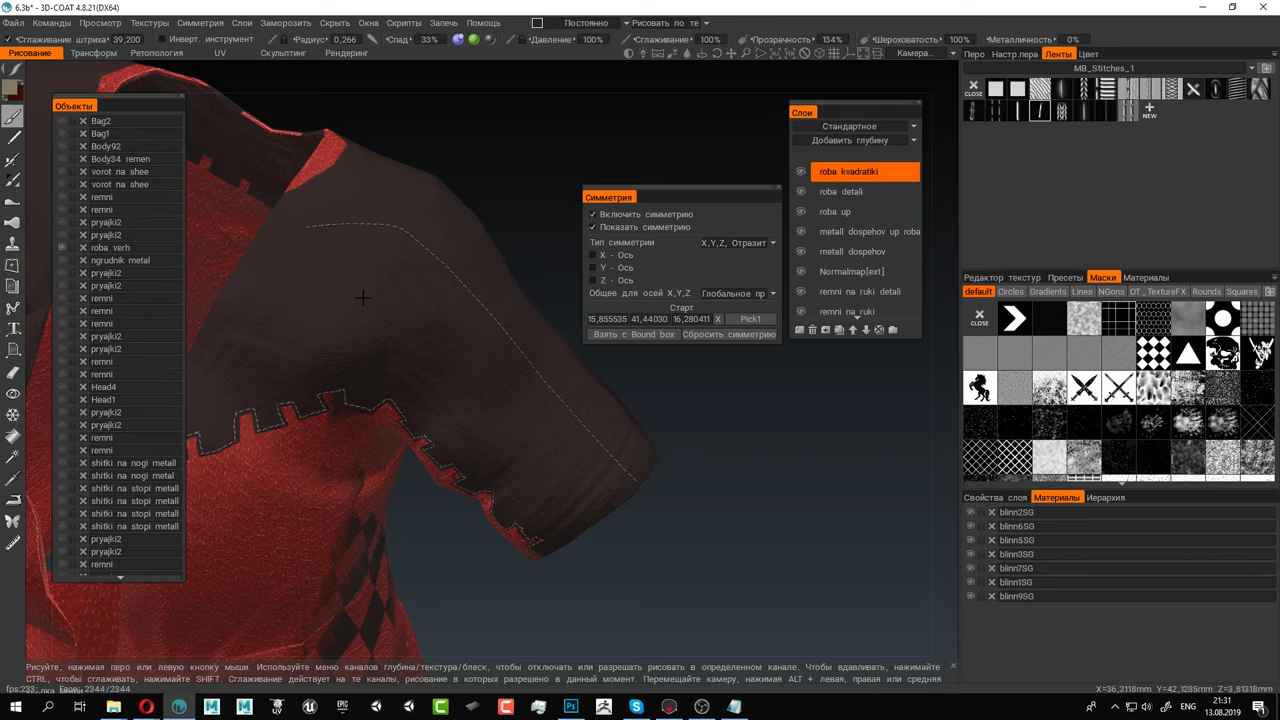 6.3b* - 3D-COAT 4.8.21(DX64)
Файл Команды Просмотр Текстуры Симметрия Слои Заморозить Скрыть Окна Скрипты Запечь Помощь Постоянно Рисовать по те
Сглаживание штриха 39,200 Инверт. инструмент Радиус 0,266 Спад 33% Давление 100% Сглаживание 100% Прозрачность 134% Шероховатость 100% Металличность 0%
Рисование Трансформ Ретопология UV Скульптинг Рендеринг Камера...
Перо Настр.пера Ленты Цвет
MB_Stitches_1
CLOSE
NEW
Объекты
Bag2
Bag1
Body92
Body34 remen
vorot na shee
vorot na shee
remni
remni
pryajki2
pryajki2
roba verh
ngrudnik metal
pryajki2
pryajki2
remni
remni
remni
pryajki2
pryajki2
remni
remni
Head4
Head1
pryajki2
pryajki2
remni
remni
shitki na nogi metall
shitki na nogi metal
shitki na stopi metall
shitki na stopi metall
shitki na stopi metall
shitki na stopi metall
pryajki2
pryajki2
remni
Симметрия
Включить симметрию
Показать симметрию
Тип симметрии X,Y,Z, Отразит
X - Ось
Y - Ось
Z - Ось
Общее для осей X,Y,Z Глобальное пр
Старт
15,855535 41,44030 16,280411 X Pick1
Взять с Bound box Сбросить симметрию
Слои
Стандартное
Добавить глубину
roba kvadratiki
roba detali
roba up
metall dospehov up roba
metall dospehov
Normalmap[ext]
remni na ruki detali
remni na ruki
Редактор текстур Пресеты Маски Материалы
default Circles Gradients Lines NGons DT_TextureFX Rounds Squares
CLOSE
Свойства слоя Материалы Иерархия
blinn2SG
blinn6SG
blinn5SG
blinn3SG
blinn7SG
blinn1SG
blinn9SG
Рисуйте, нажимая перо или левую кнопку мыши. Используйте меню каналов глубина/текстура/блеск, чтобы отключить или разрешать рисовать в определенном канале. Чтобы вдавливать, нажимайте
CTRL, чтобы сглаживать, нажимайте SHIFT. Сглаживание действует на те каналы, рисование в которых разрешено в данный момент. Перемещайте камеру, нажимая ALT + левая, правая или средняя
2344/2344
X=36,2118m Y=42,1285m Z=3,81318m
ENG
21:31
13.08.2019